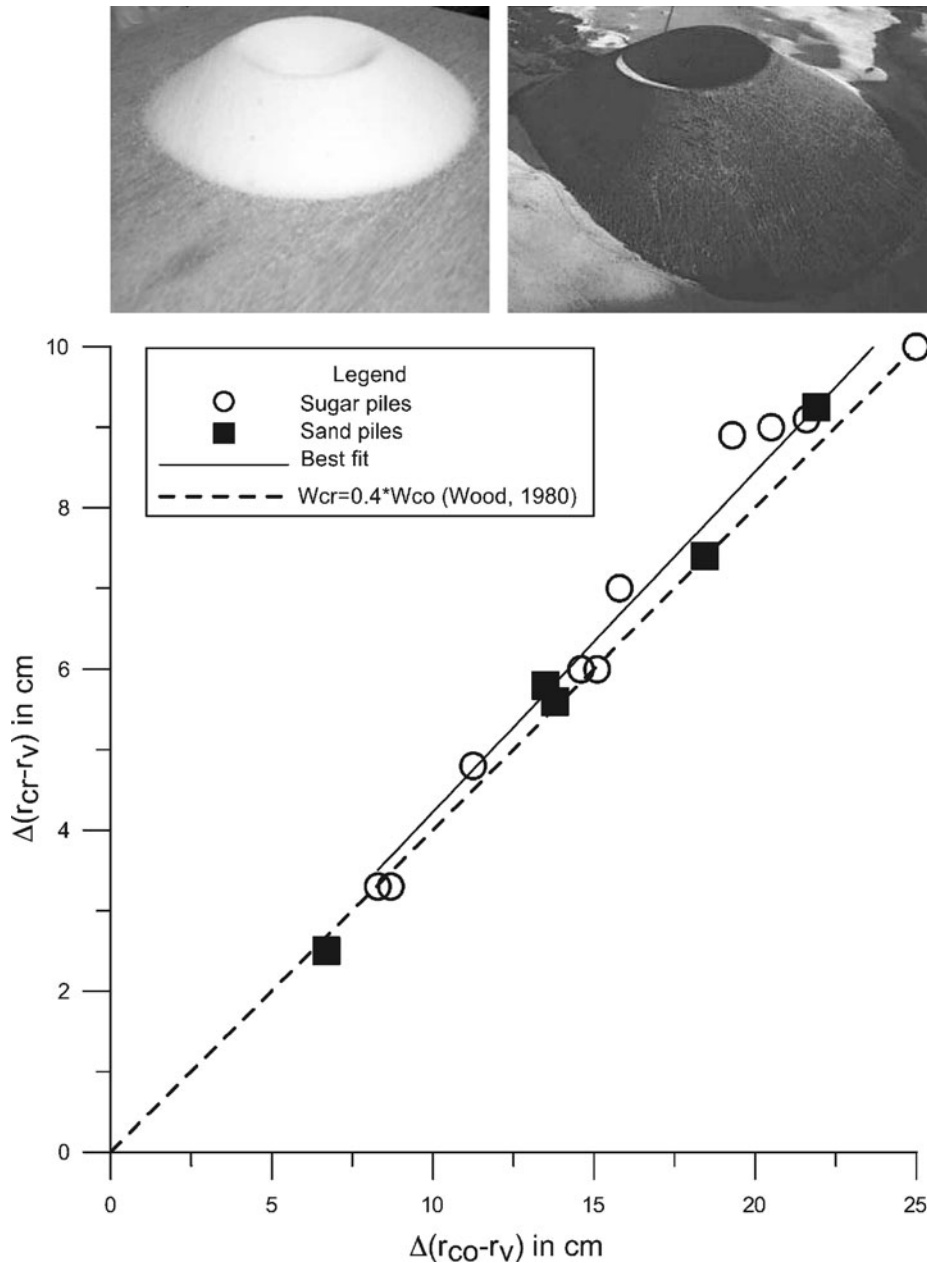 10
8
6
4
2
0
Δ(rcr-rv) in cm
Legend
Sugar piles
Sand piles
Best fit
Wcr=0.4*Wco (Wood, 1980)
0 5 10 15 20 25
Δ(rco-rv) in cm